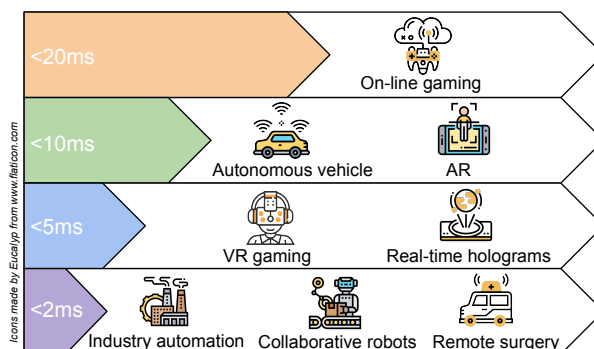 <20ms
On-line gaming
<10ms
Autonomous vehicle
AR
<5ms
VR gaming
Real-time holograms
<2ms
Industry automation
Collaborative robots
Remote surgery
Icons made by Eucalyp from www.flaticon.com